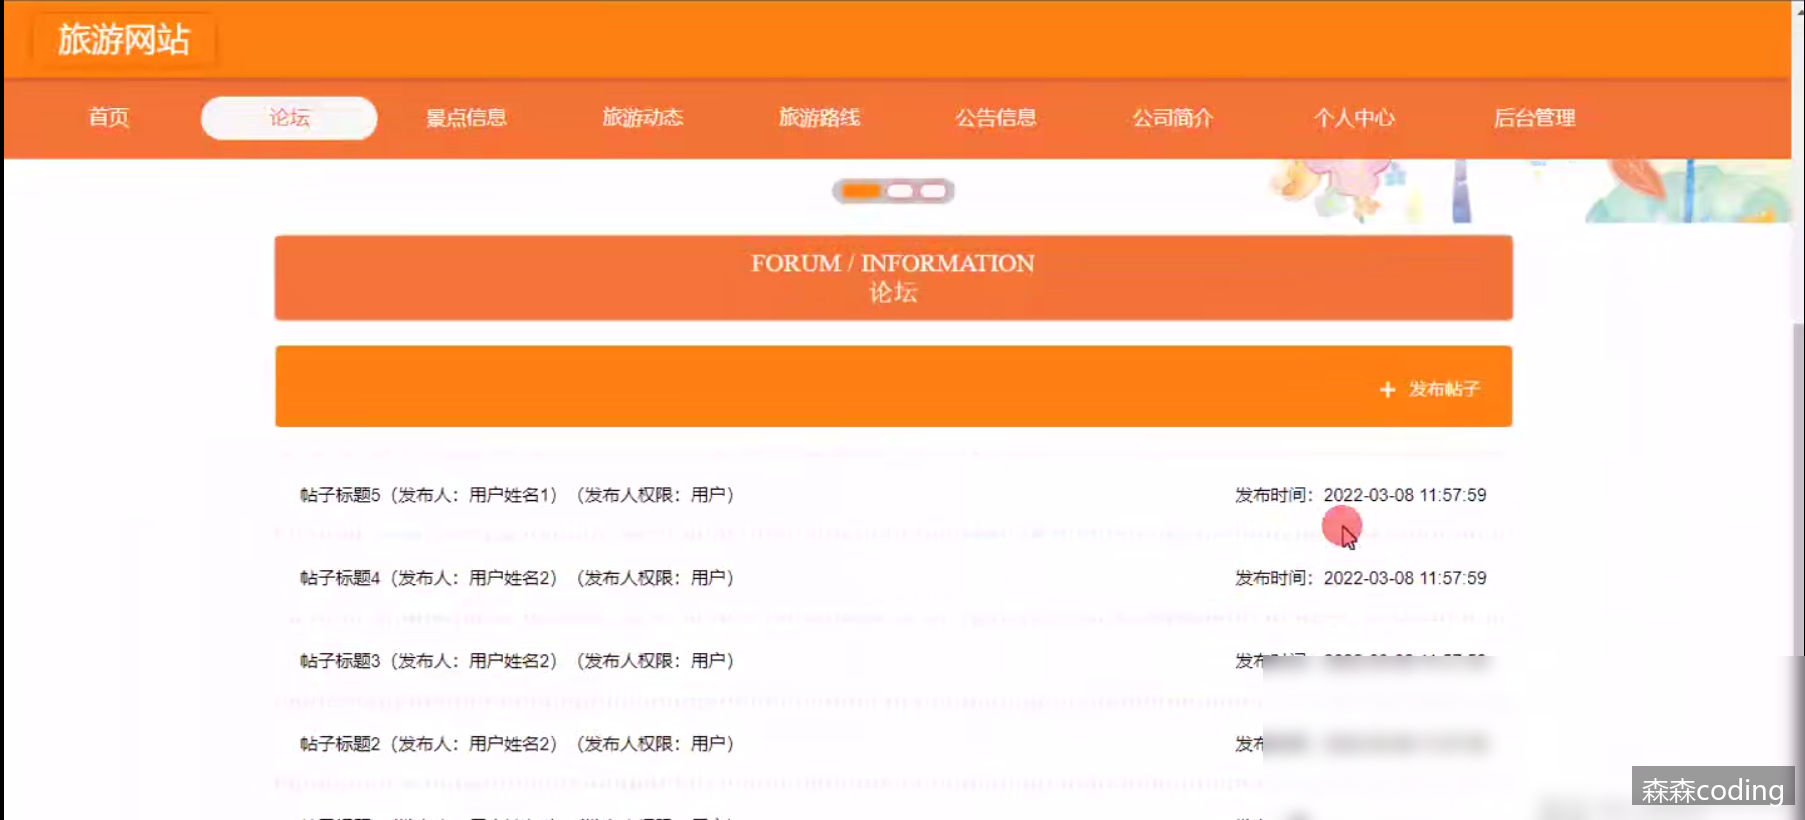 旅游网站
首页 论坛 景点信息 旅游动态 旅游路线 公告信息 公司简介 个人中心 后台管理
FORUM / INFORMATION
论坛
+ 发布帖子
帖子标题5（发布人：用户姓名1）（发布人权限：用户） 发布时间：2022-03-08 11:57:59
帖子标题4（发布人：用户姓名2）（发布人权限：用户） 发布时间：2022-03-08 11:57:59
帖子标题3（发布人：用户姓名2）（发布人权限：用户） 发布
帖子标题2（发布人：用户姓名2）（发布人权限：用户） 发布
森森coding